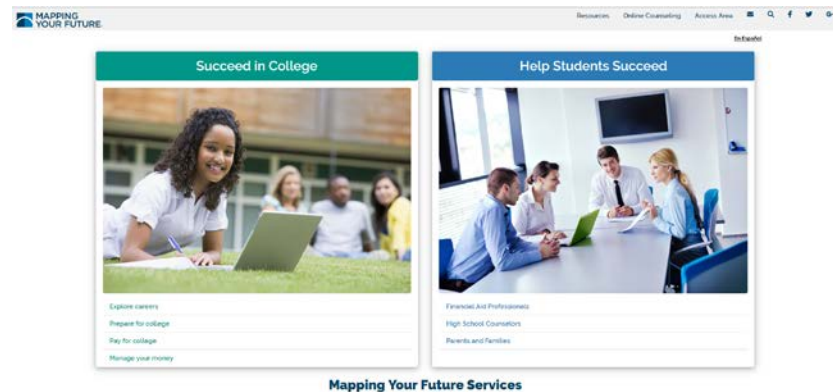 MAPPING
YOUR FUTURE
Resources Online Counseling Access Area
En Español
Succeed in College
Help Students Succeed
Explore careers
Prepare for college
Pay for college
Manage your money
Financial Aid Professionals
High School Counselors
Parents and Families
Mapping Your Future Services